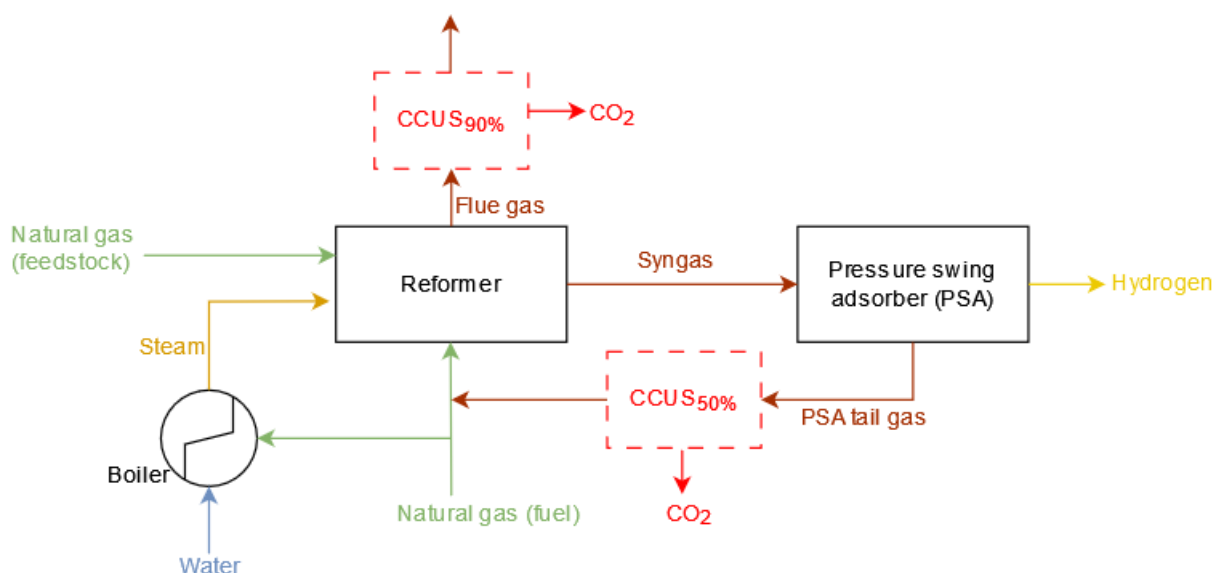 CCUS90%
CO2
Flue gas
Natural gas
(feedstock)
Reformer
Syngas
Pressure swing
adsorber (PSA)
Hydrogen
Steam
CCUS50%
PSA tail gas
Boiler
Natural gas (fuel)
CO2
Water